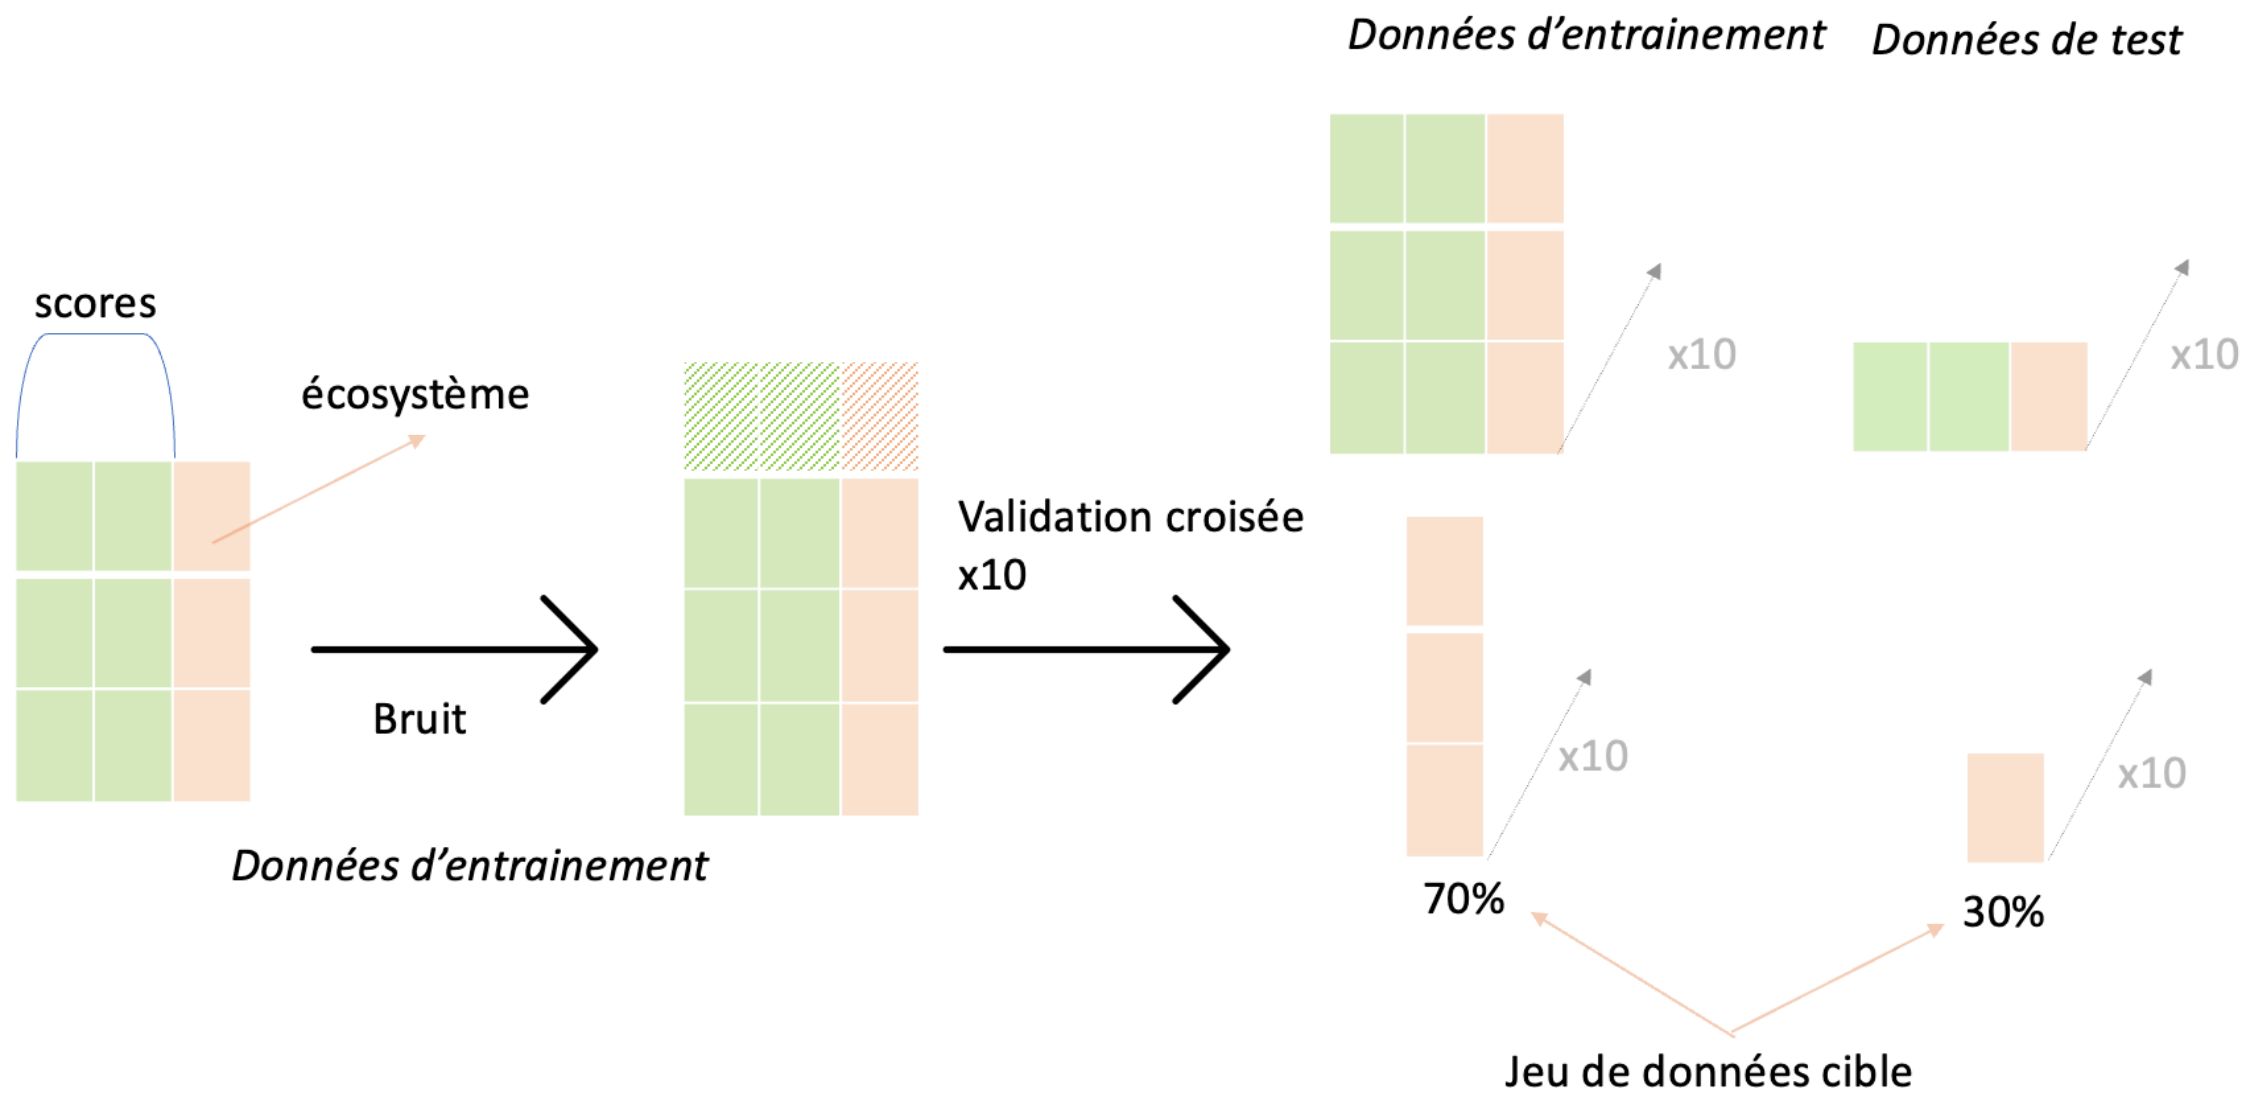 Données d'entrainement
Données de test
scores
écosystème
x10
x10
Validation croisée
x10
Bruit
x10
x10
Données d'entrainement
70%
30%
Jeu de données cible